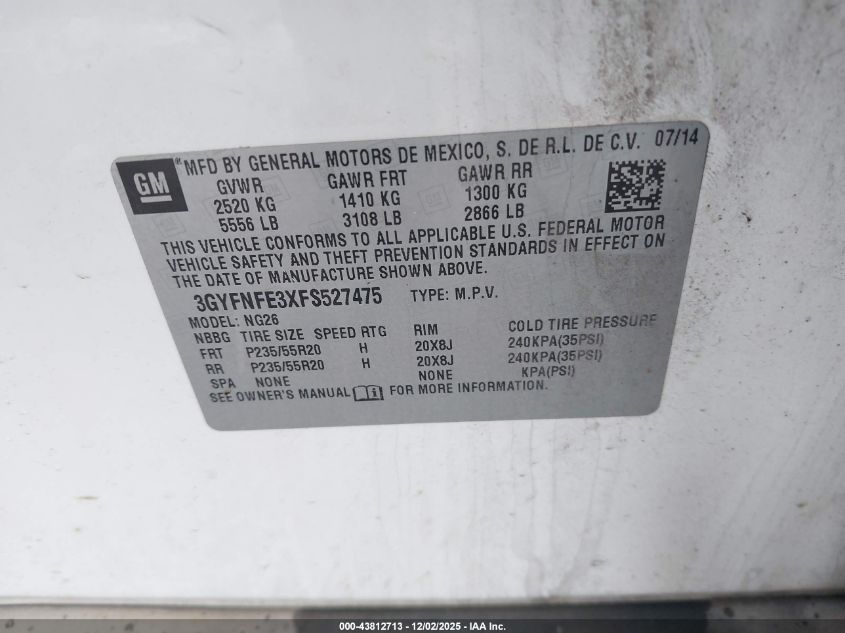 GM
MFD BY GENERAL MOTORS DE MEXICO, S. DE R.L. DE C.V. 07/14
GVWR GAWR FRT GAWR RR
2520 KG 1410 KG 1300 KG
5556 LB 3108 LB 2866 LB
THIS VEHICLE CONFORMS TO ALL APPLICABLE U.S. FEDERAL MOTOR
VEHICLE SAFETY AND THEFT PREVENTION STANDARDS IN EFFECT ON
THE DATE OF MANUFACTURE SHOWN ABOVE.
3GYFNFE3XFS527475 TYPE: M.P.V.
MODEL: NG26
NBBG TIRE SIZE SPEED RTG RIM COLD TIRE PRESSURE
FRT P235/55R20 H 20X8J 240KPA(35PSI)
RR P235/55R20 H 20X8J 240KPA(35PSI)
SPA NONE NONE KPA(PSI)
SEE OWNER'S MANUAL FOR MORE INFORMATION.
000-43812713 - 12/02/2025 - IAA Inc.